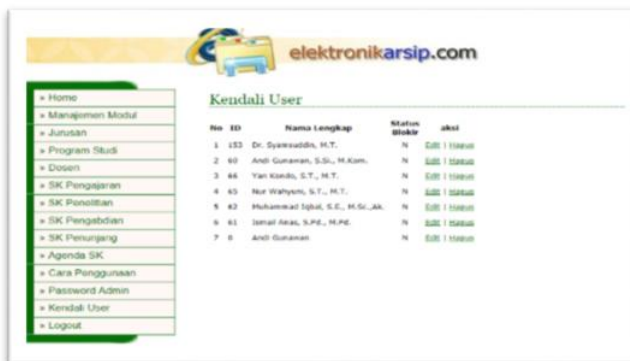 elektronikarsip.com
» Home
» Manajemen Modul
» Jurusan
» Program Studi
» Dosen
» SK Pengajaran
» SK Penelitian
» SK Pengabdian
» SK Penunjang
» Agenda SK
» Cara Penggunaan
» Password Admin
» Kendali User
» Logout
Kendali User
No ID Nama Lengkap Status Blokir aksi
1 153 Dr. Syamsuddin, M.T. N Edit | Hapus
2 60 Andi Gunawan, S.Si., M.Kom. N Edit | Hapus
3 66 Yan Kondo, S.T., M.T. N Edit | Hapus
4 65 Nur Wahyuni, S.T., M.T. N Edit | Hapus
5 62 Muhammad Iqbal, S.E., M.Sc.,Ak. N Edit | Hapus
6 61 Ismail Anas, S.Pd., M.Pd. N Edit | Hapus
7 0 Andi Gunawan N Edit | Hapus